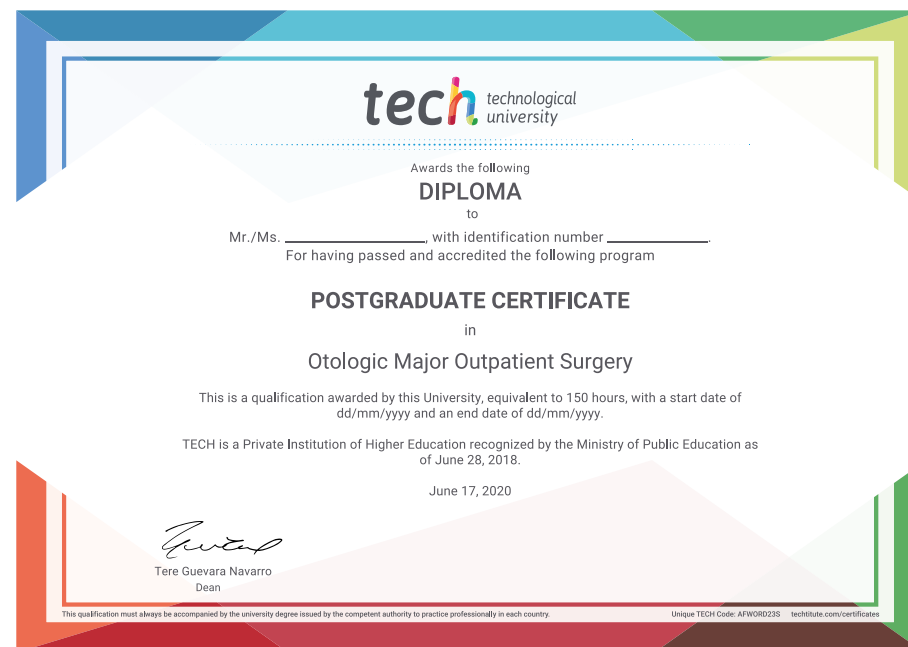 tech technological
university
Awards the following
DIPLOMA
to
Mr./Ms. ____________________, with identification number ______________.
For having passed and accredited the following program
POSTGRADUATE CERTIFICATE
in
Otologic Major Outpatient Surgery
This is a qualification awarded by this University, equivalent to 150 hours, with a start date of
dd/mm/yyyy and an end date of dd/mm/yyyy.
TECH is a Private Institution of Higher Education recognized by the Ministry of Public Education as
of June 28, 2018.
June 17, 2020
Tere Guevara Navarro
Dean
This qualification must always be accompanied by the university degree issued by the competent authority to practice professionally in each country. Unique TECH Code: AFWORD23S techtitute.com/certificates